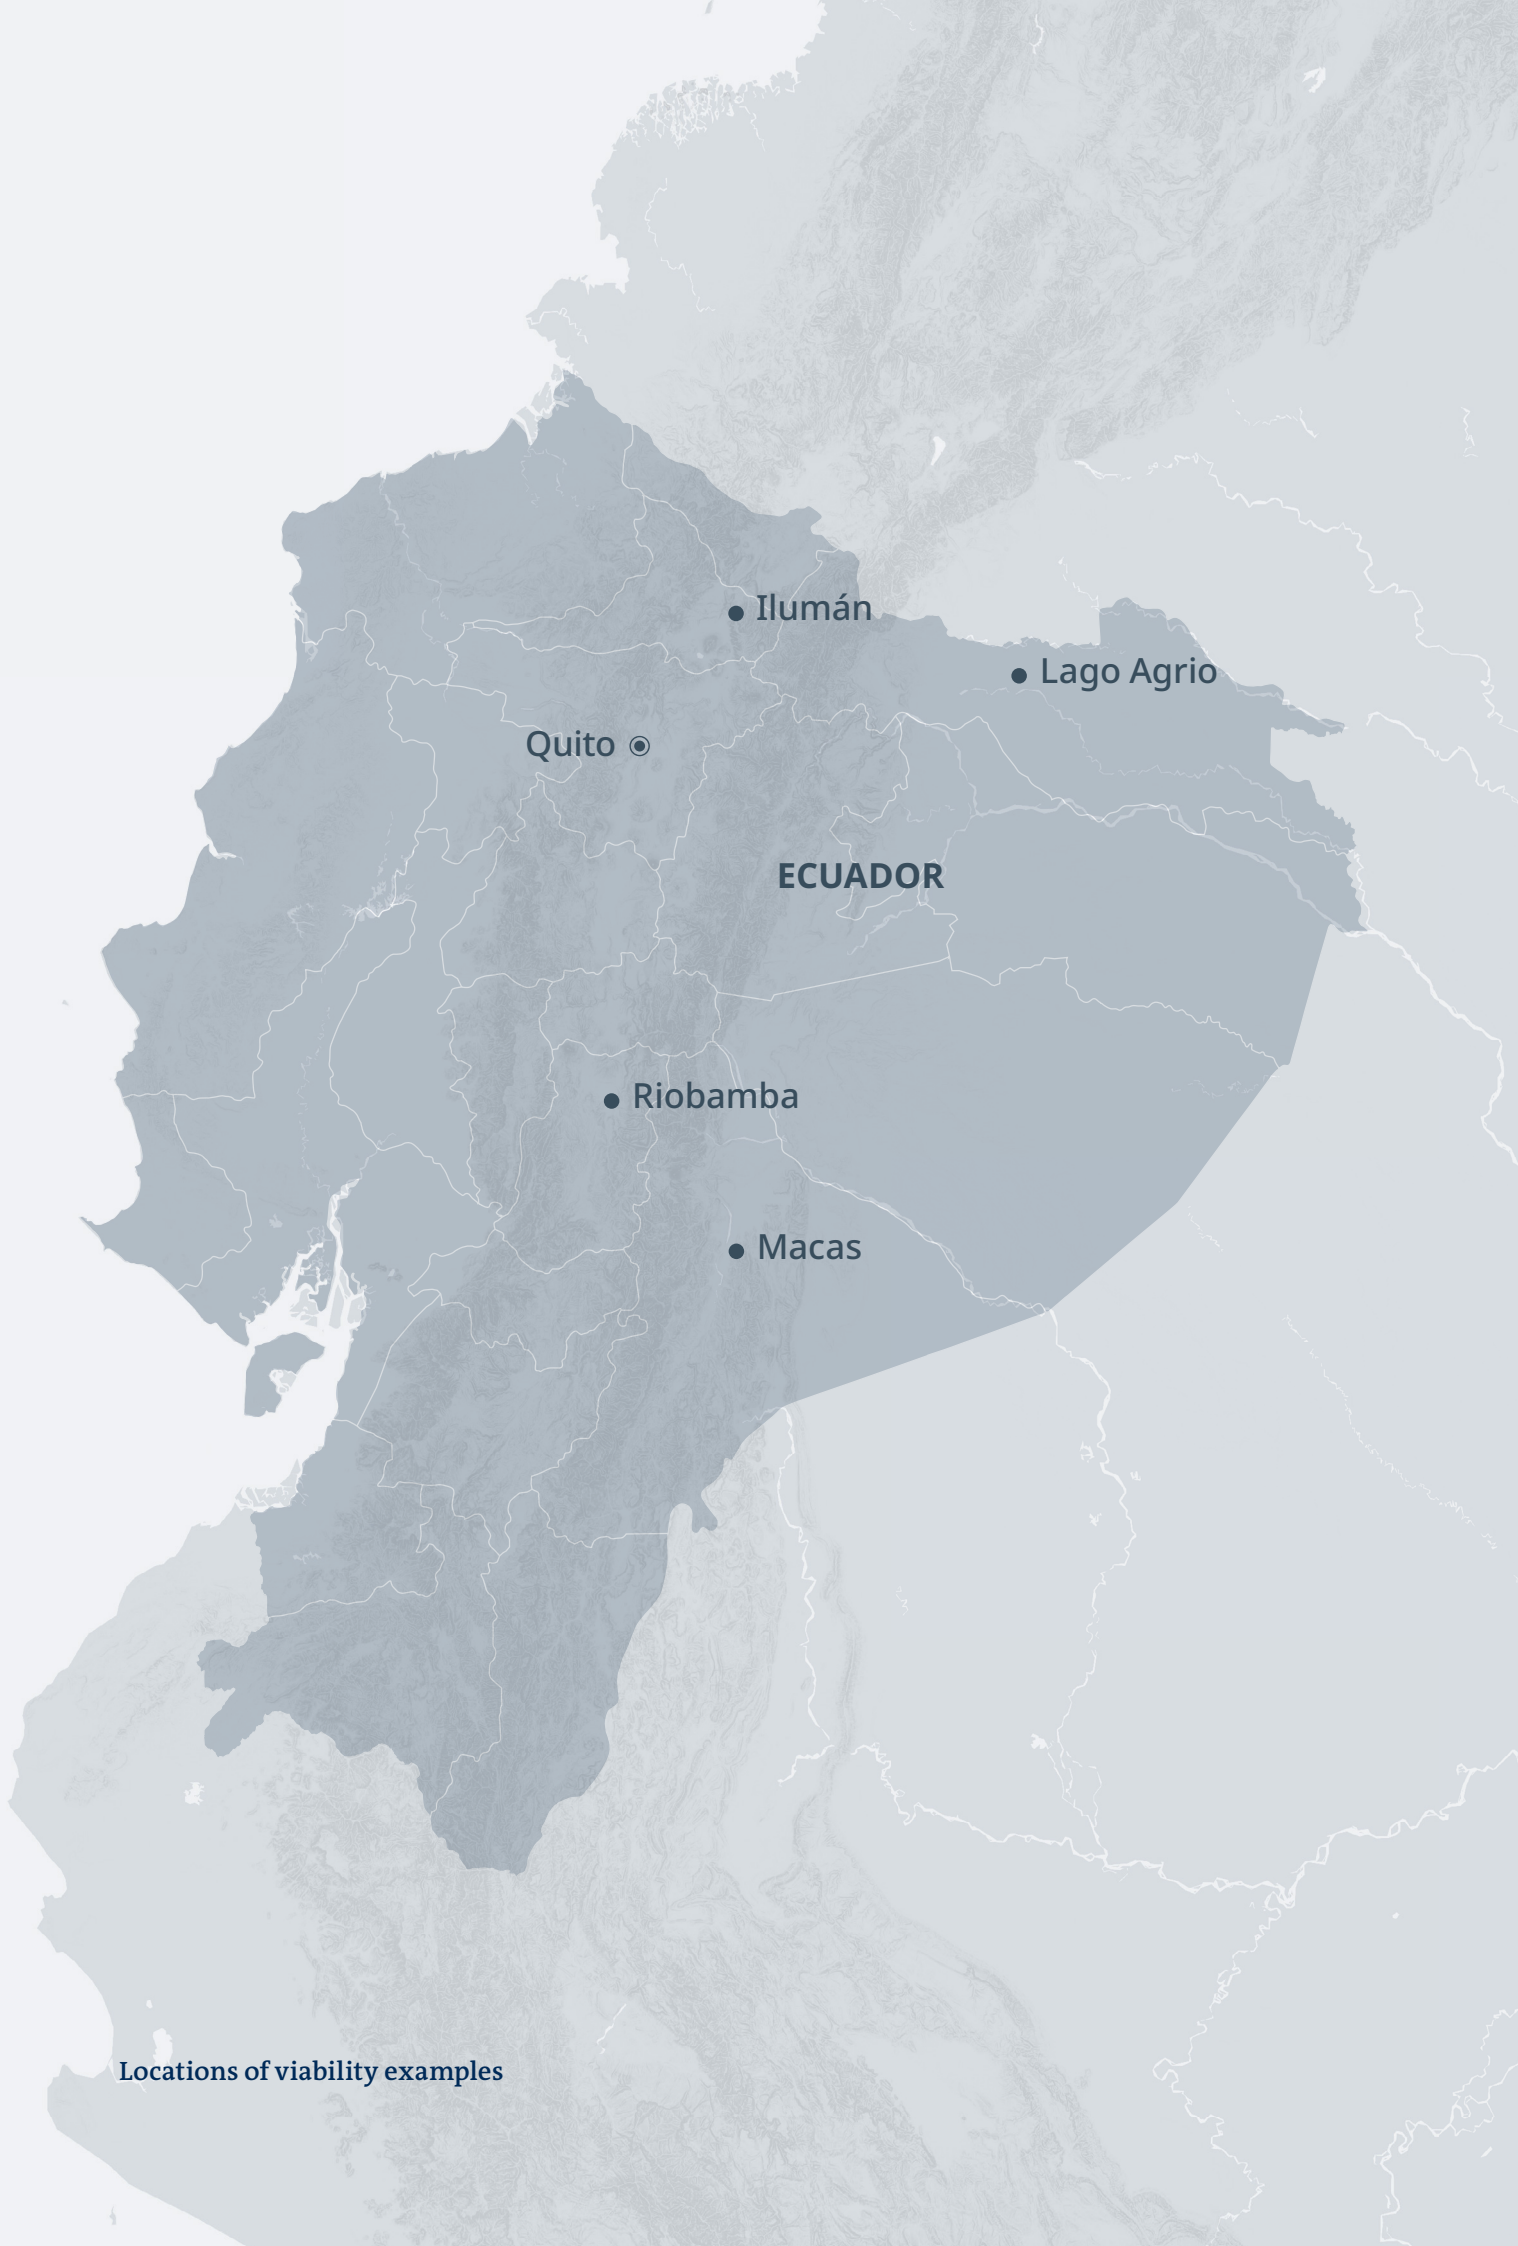 Ilumán
Lago Agrio
Quito
ECUADOR
Riobamba
Macas
Locations of viability examples